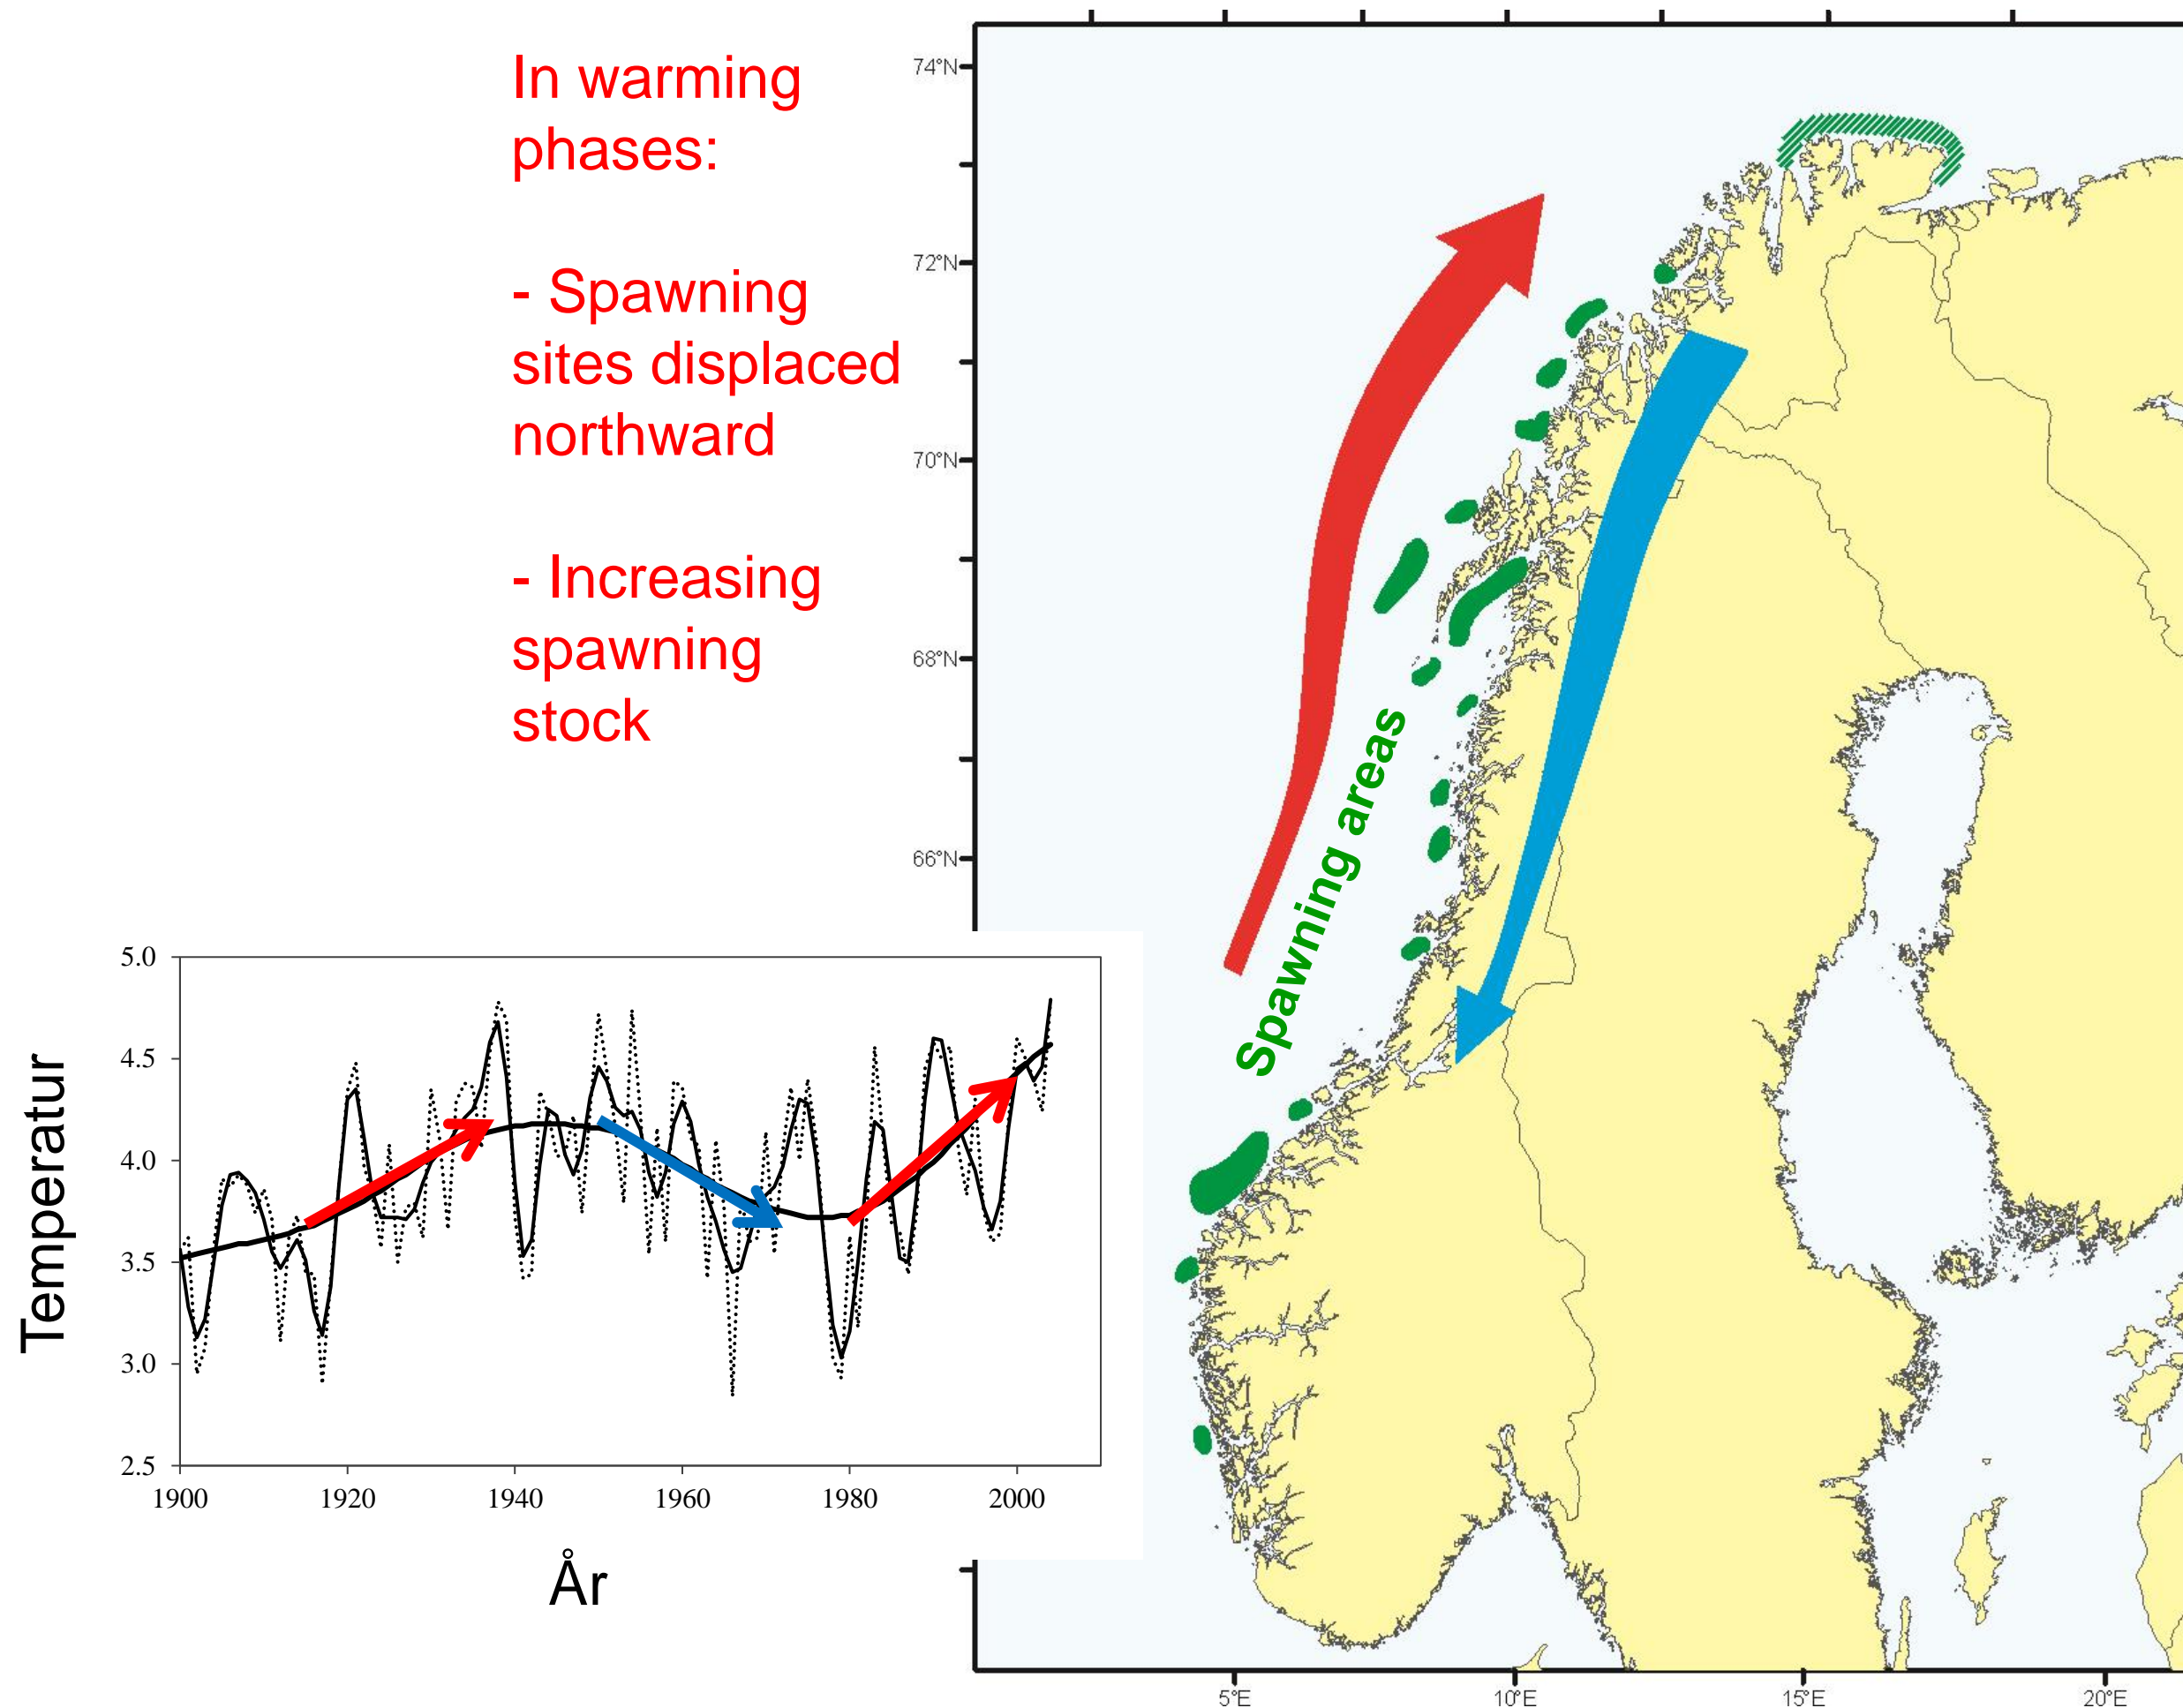 In warming
phases:
- Spawning
sites displaced
northward
- Increasing
spawning
stock
74°N
72°N
70°N
68°N
66°N
Spawning areas
5°E
10°E
15°E
20°E
Temperatur
5.0
4.5
4.0
3.5
3.0
2.5
1900
1920
1940
1960
1980
2000
År